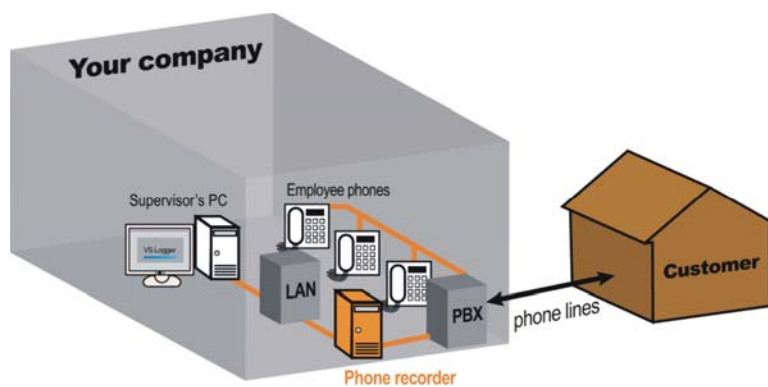 Your company
Employee phones
Supervisor's PC
VS Logger
LAN
PBX
Customer
phone lines
Phone recorder